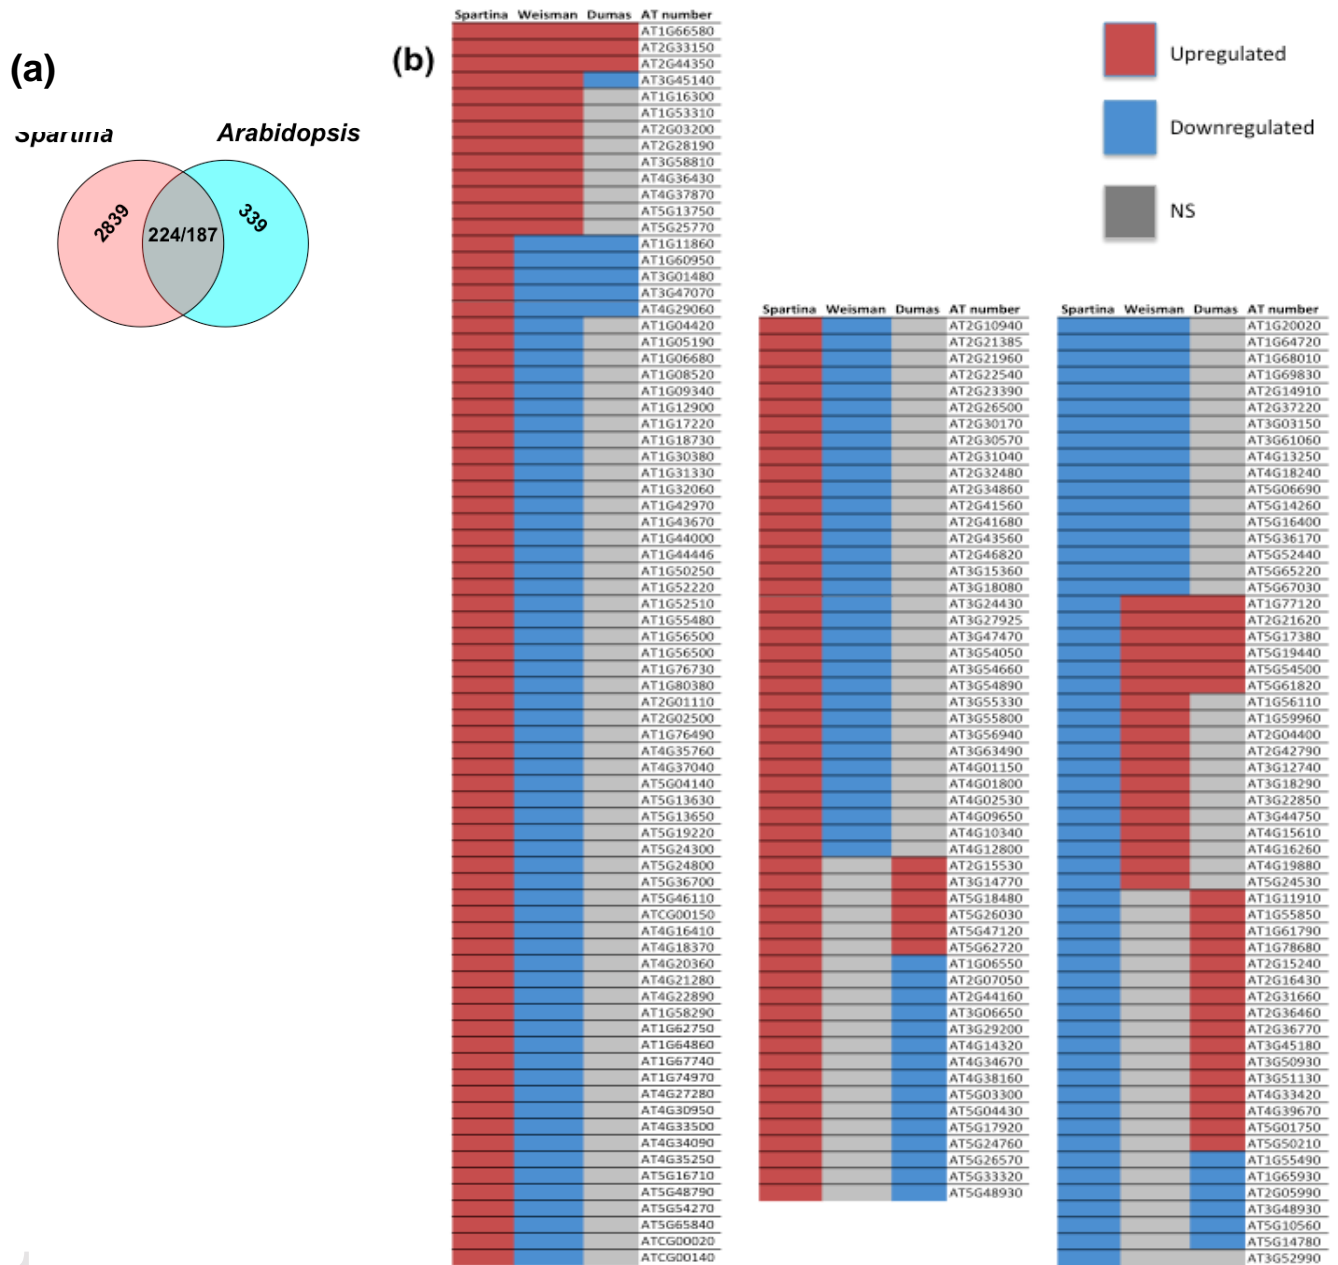 (a)
Spartina Arabidopsis
2839
224/187
339
(b)
Spartina Weisman Dumas AT number
AT1G66580
AT2G33150
AT2G44350
AT3G45140
AT1G16300
AT1G53310
AT2G03200
AT2G28190
AT3G58810
AT4G36430
AT4G37870
AT5G13750
AT5G25770
AT1G11860
AT1G60950
AT3G01480
AT3G47070
AT4G29060
AT1G04420
AT1G05190
AT1G06680
AT1G08520
AT1G09340
AT1G12900
AT1G17220
AT1G18730
AT1G30380
AT1G31330
AT1G32060
AT1G42970
AT1G43670
AT1G44000
AT1G44446
AT1G50250
AT1G52220
AT1G52510
AT1G55480
AT1G56500
AT1G56500
AT1G76730
AT1G80380
AT2G01110
AT2G02500
AT1G76490
AT4G35760
AT4G37040
AT5G04140
AT5G13630
AT5G13650
AT5G19220
AT5G24300
AT5G24800
AT5G36700
AT5G46110
ATCG00150
AT4G16410
AT4G18370
AT4G20360
AT4G21280
AT4G22890
AT1G58290
AT1G62750
AT1G64860
AT1G67740
AT1G74970
AT4G27280
AT4G30950
AT4G33500
AT4G34090
AT4G35250
AT5G16710
AT5G48790
AT5G54270
AT5G65840
ATCG00020
ATCG00140
Spartina Weisman Dumas AT number
AT2G10940
AT2G21385
AT2G21960
AT2G22540
AT2G23390
AT2G26500
AT2G30170
AT2G30570
AT2G31040
AT2G32480
AT2G34860
AT2G41560
AT2G41680
AT2G43560
AT2G46820
AT3G15360
AT3G18080
AT3G24430
AT3G27925
AT3G47470
AT3G54050
AT3G54660
AT3G54890
AT3G55330
AT3G55800
AT3G56940
AT3G63490
AT4G01150
AT4G01800
AT4G02530
AT4G09650
AT4G10340
AT4G12800
AT2G15530
AT3G14770
AT5G18480
AT5G26030
AT5G47120
AT5G62720
AT1G06550
AT2G07050
AT2G44160
AT3G06650
AT3G29200
AT4G14320
AT4G34670
AT4G38160
AT5G03300
AT5G04430
AT5G17920
AT5G24760
AT5G26570
AT5G33320
AT5G48930
Upregulated
Downregulated
NS
Spartina Weisman Dumas AT number
AT1G20020
AT1G64720
AT1G68010
AT1G69830
AT2G14910
AT2G37220
AT3G03150
AT3G61060
AT4G13250
AT4G18240
AT5G06690
AT5G14260
AT5G16400
AT5G36170
AT5G52440
AT5G65220
AT5G67030
AT1G77120
AT2G21620
AT5G17380
AT5G19440
AT5G54500
AT5G61820
AT1G56110
AT1G59960
AT2G04400
AT2G42790
AT3G12740
AT3G18290
AT3G22850
AT3G44750
AT4G15610
AT4G16260
AT4G19880
AT5G24530
AT1G11910
AT1G55850
AT1G61790
AT1G78680
AT2G15240
AT2G16430
AT2G31660
AT2G36460
AT2G36770
AT3G45180
AT3G50930
AT3G51130
AT4G33420
AT4G39670
AT5G01750
AT5G50210
AT1G55490
AT1G65930
AT2G05990
AT3G48930
AT5G10560
AT5G14780
AT3G52990